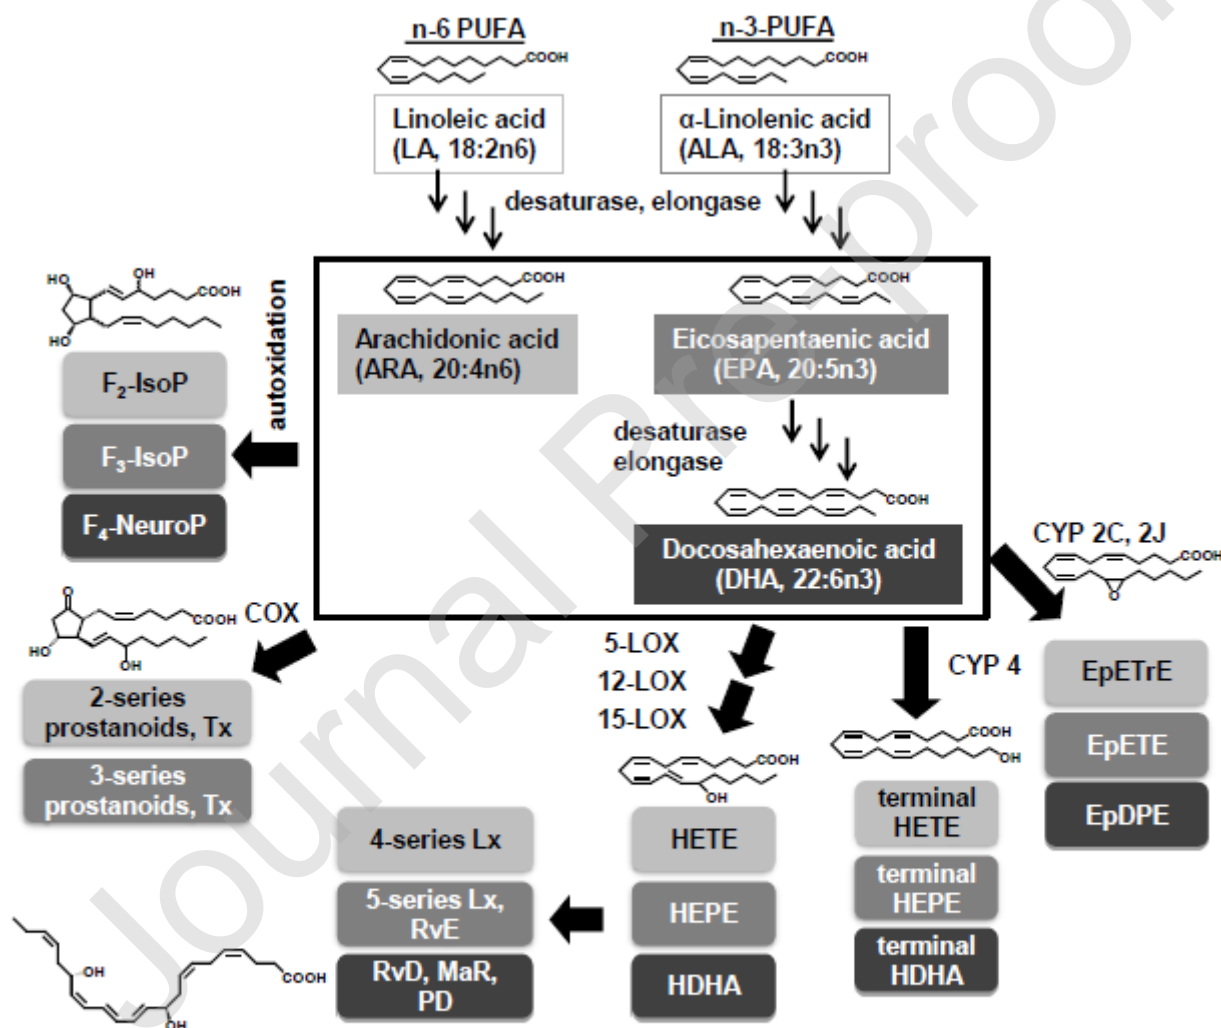 n-6 PUFA
n-3-PUFA
COOH
COOH
Linoleic acid
(LA, 18:2n6)
α-Linolenic acid
(ALA, 18:3n3)
desaturase, elongase
HO
OH
COOH
HO
autoxidation
COOH
COOH
Arachidonic acid
(ARA, 20:4n6)
Eicosapentaenic acid
(EPA, 20:5n3)
F2-IsoP
F3-IsoP
F4-NeuroP
desaturase
elongase
COOH
Docosahexaenoic acid
(DHA, 22:6n3)
CYP 2C, 2J
COOH
O
O
COOH
HO
OH
COX
2-series
prostanoids, Tx
3-series
prostanoids, Tx
5-LOX
12-LOX
15-LOX
CYP 4
EpETrE
EpETE
EpDPE
COOH
OH
COOH
OH
terminal
HETE
terminal
HEPE
terminal
HDHA
4-series Lx
5-series Lx,
RvE
RvD, MaR,
PD
HETE
HEPE
HDHA
OH
COOH
OH
Journal Pre-proof